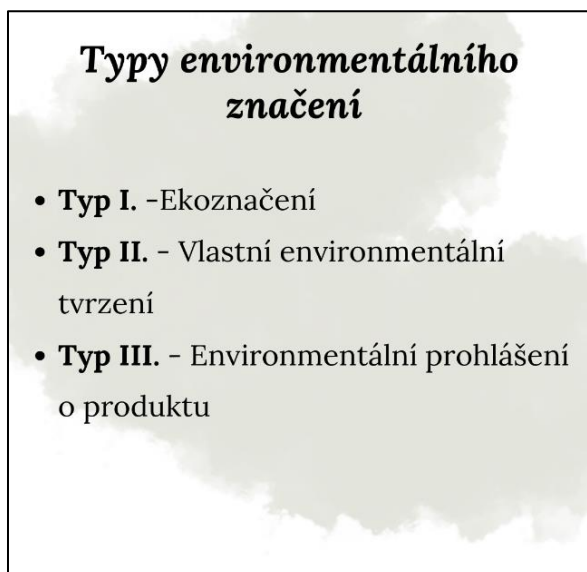 Typy environmentálního
značení
• Typ I. -Ekoznačení
• Typ II. - Vlastní environmentální
tvrzení
• Typ III. - Environmentální prohlášení
o produktu